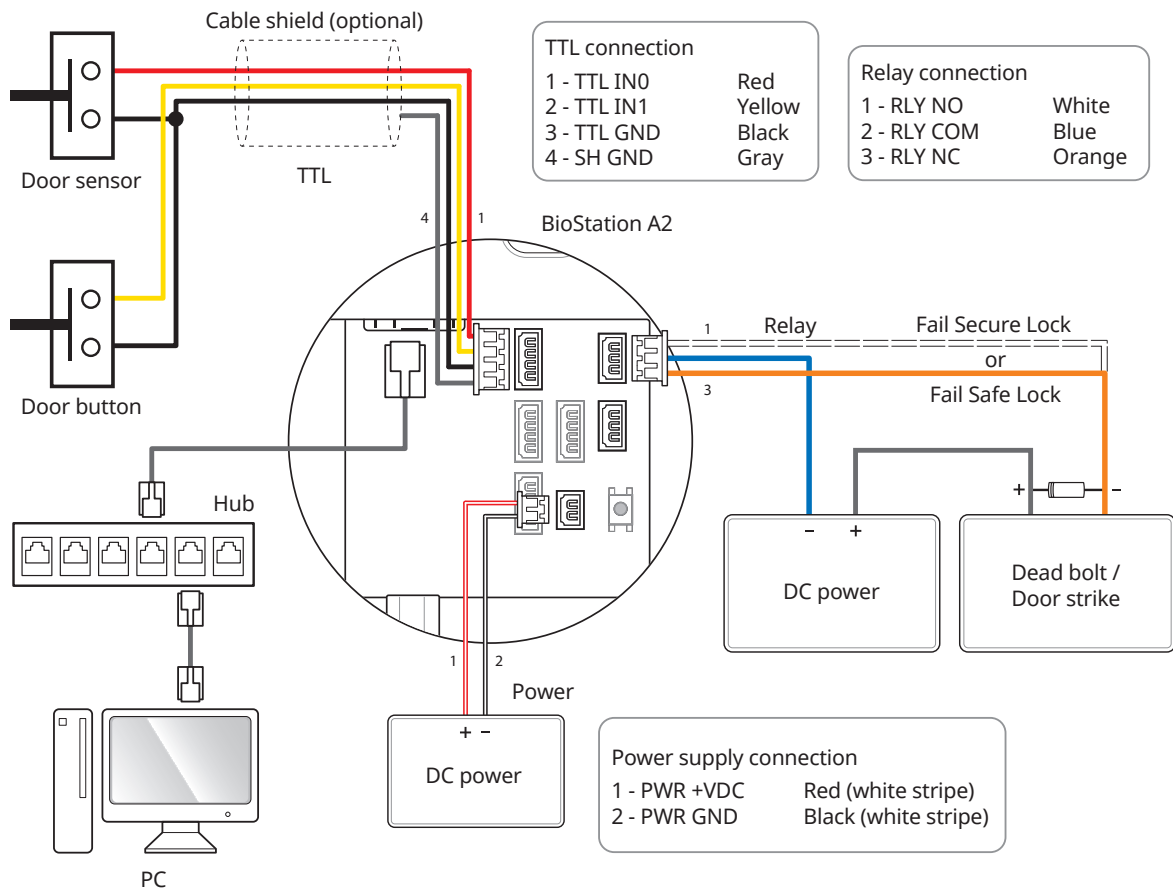 Cable shield (optional)
TTL connection
1 - TTL IN0 Red
2 - TTL IN1 Yellow
3 - TTL GND Black
4 - SH GND Gray
Relay connection
1 - RLY NO White
2 - RLY COM Blue
3 - RLY NC Orange
Door sensor
TTL
4
1
BioStation A2
Door button
1
Relay
Fail Secure Lock
or
3
Fail Safe Lock
Hub
+
-
- +
DC power
Dead bolt /
Door strike
1
2
Power
+ -
DC power
Power supply connection
1 - PWR +VDC Red (white stripe)
2 - PWR GND Black (white stripe)
PC